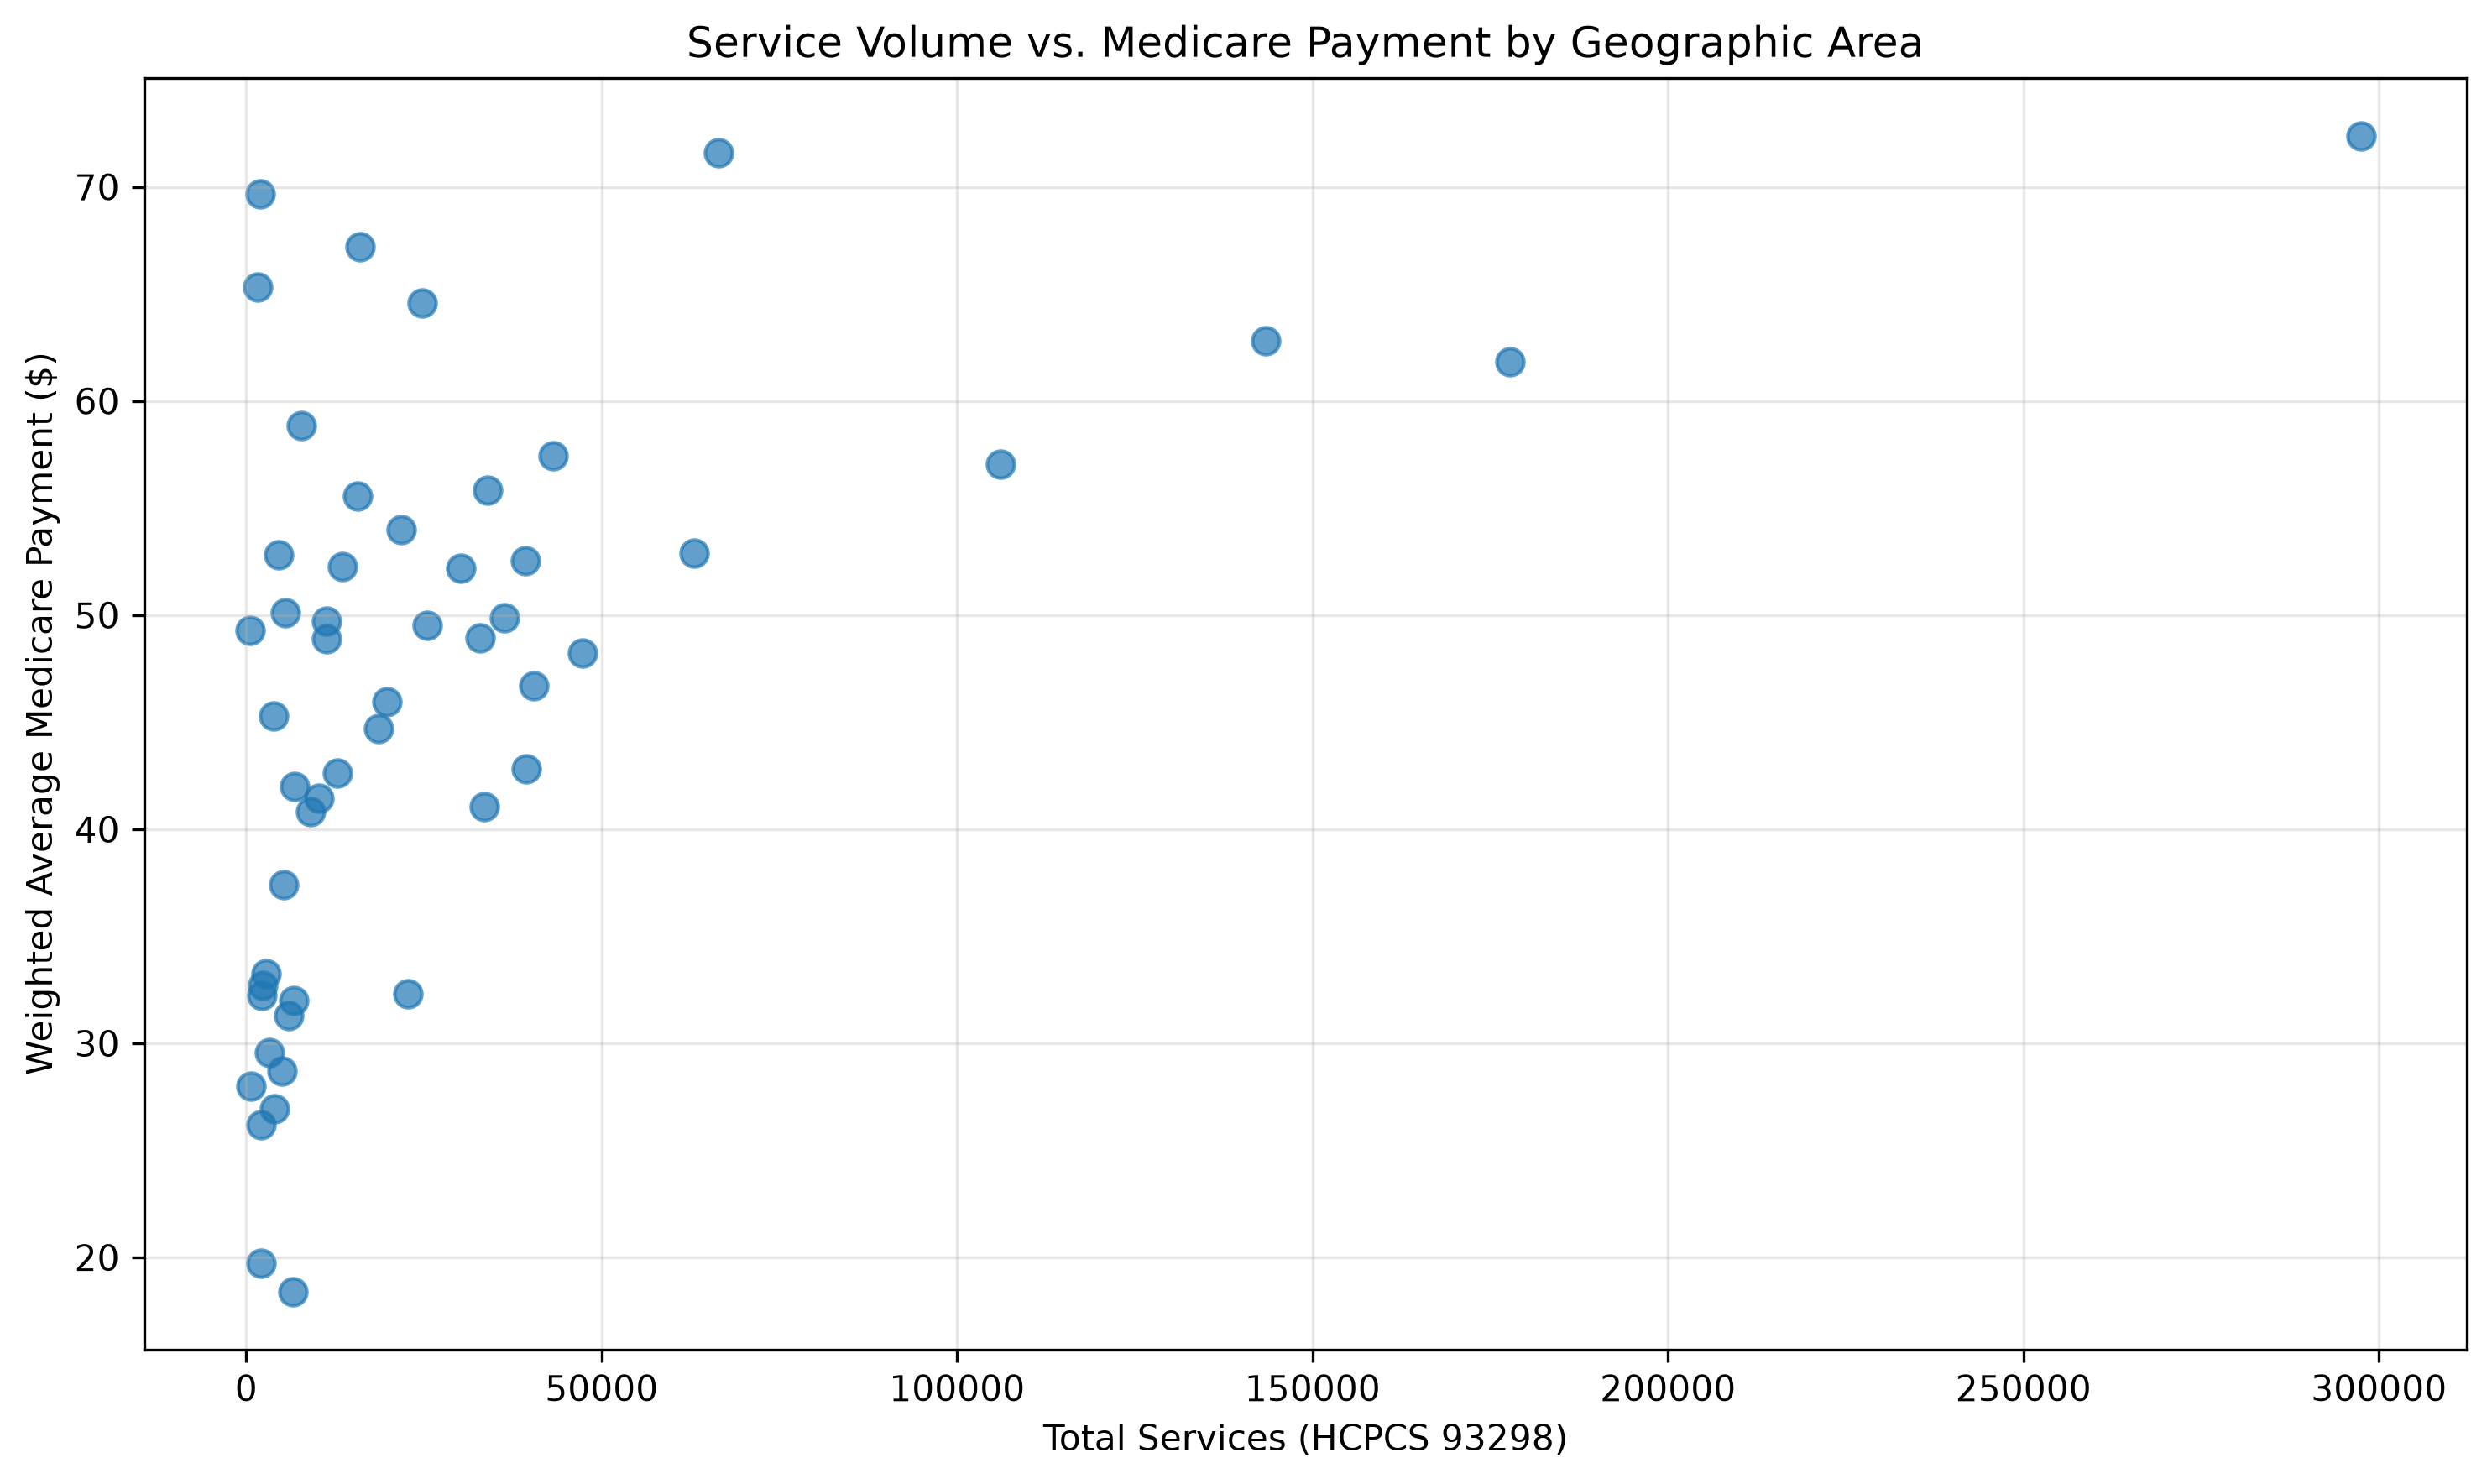 Service Volume vs. Medicare Payment by Geographic Area
Weighted Average Medicare Payment ($)
70
60
50
40
30
20
0 50000 100000 150000 200000 250000 300000
Total Services (HCPCS 93298)